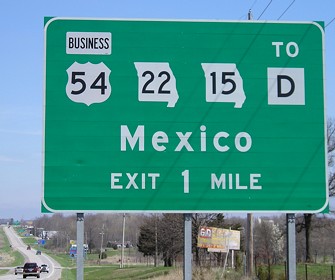 BUSINESS TO
54 22 15 D
Mexico
EXIT 1 MILE